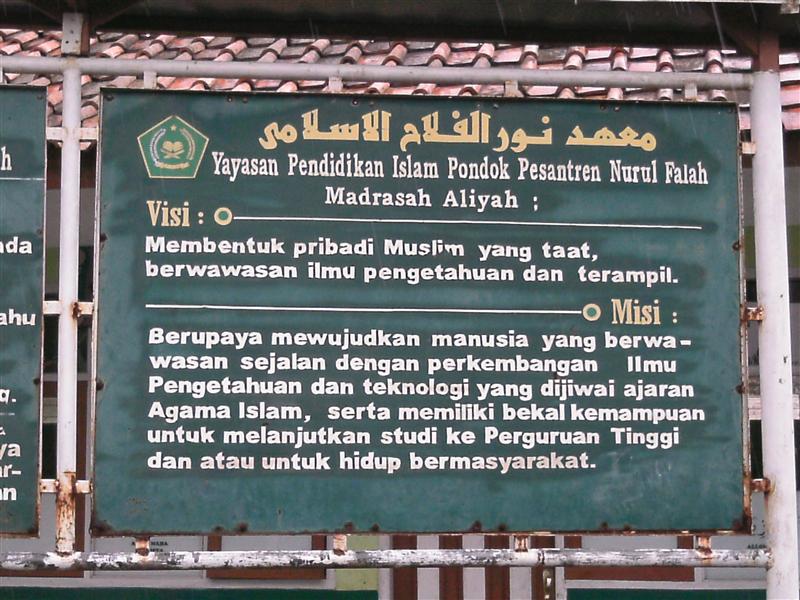 معهد نور الفلاح الاسلامى
Yayasan Pendidikan Islam Pondok Pesantren Nurul Falah
Madrasah Aliyah ;
Visi :
Membentuk pribadi Muslim yang taat,
berwawasan ilmu pengetahuan dan terampil.
Misi :
Berupaya mewujudkan manusia yang berwa-
wasan sejalan dengan perkembangan Ilmu
Pengetahuan dan teknologi yang dijiwai ajaran
Agama Islam, serta memiliki bekal kemampuan
untuk melanjutkan studi ke Perguruan Tinggi
dan atau untuk hidup bermasyarakat.